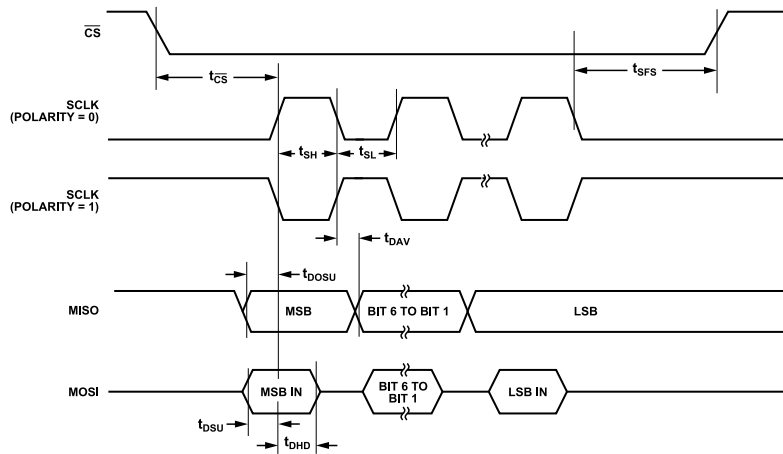 CS
tCS
tSFS
SCLK
(POLARITY = 0)
tSH
tSL
SCLK
(POLARITY = 1)
tDAV
tDOSU
MISO
MSB
BIT 6 TO BIT 1
LSB
MOSI
MSB IN
BIT 6 TO
BIT 1
LSB IN
tDSU
tDHD